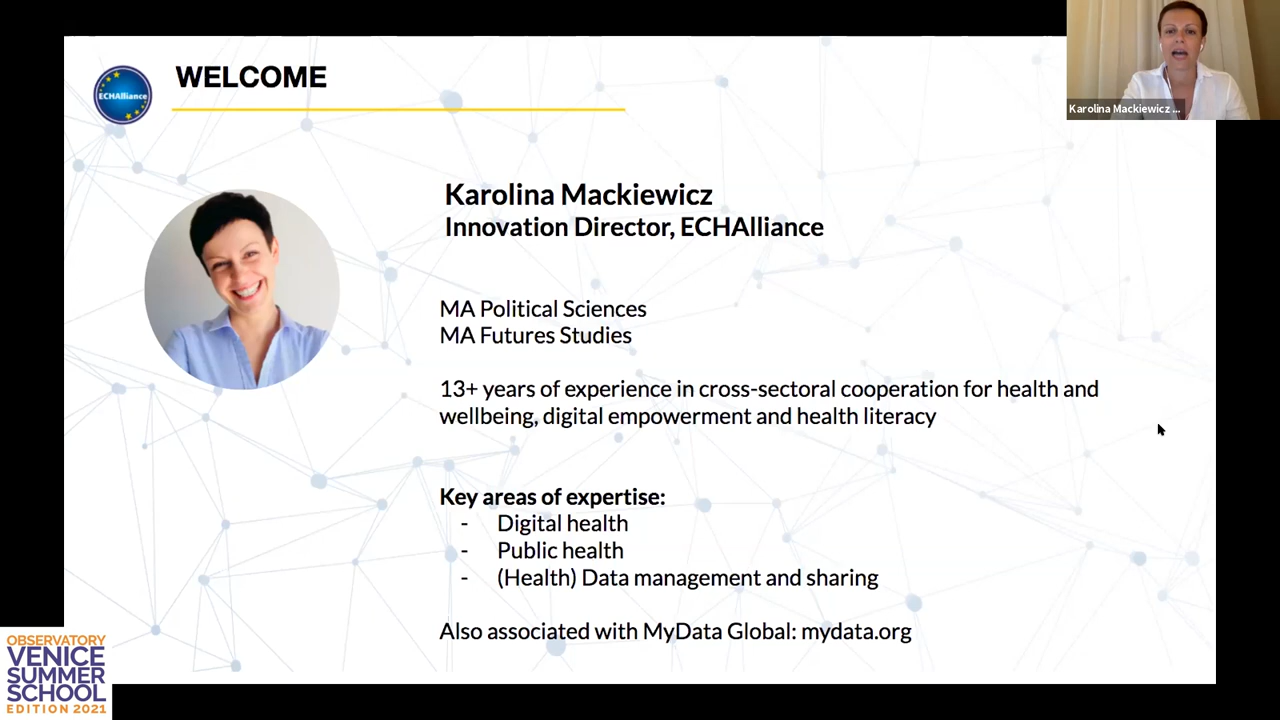 ECHAlliance
WELCOME
Karolina Mackiewicz ...
Karolina Mackiewicz
Innovation Director, ECHAlliance
MA Political Sciences
MA Futures Studies
13+ years of experience in cross-sectoral cooperation for health and
wellbeing, digital empowerment and health literacy
Key areas of expertise:
- Digital health
- Public health
- (Health) Data management and sharing
Also associated with MyData Global: mydata.org
OBSERVATORY
VENICE
SUMMER
SCHOOL
EDITION 2021